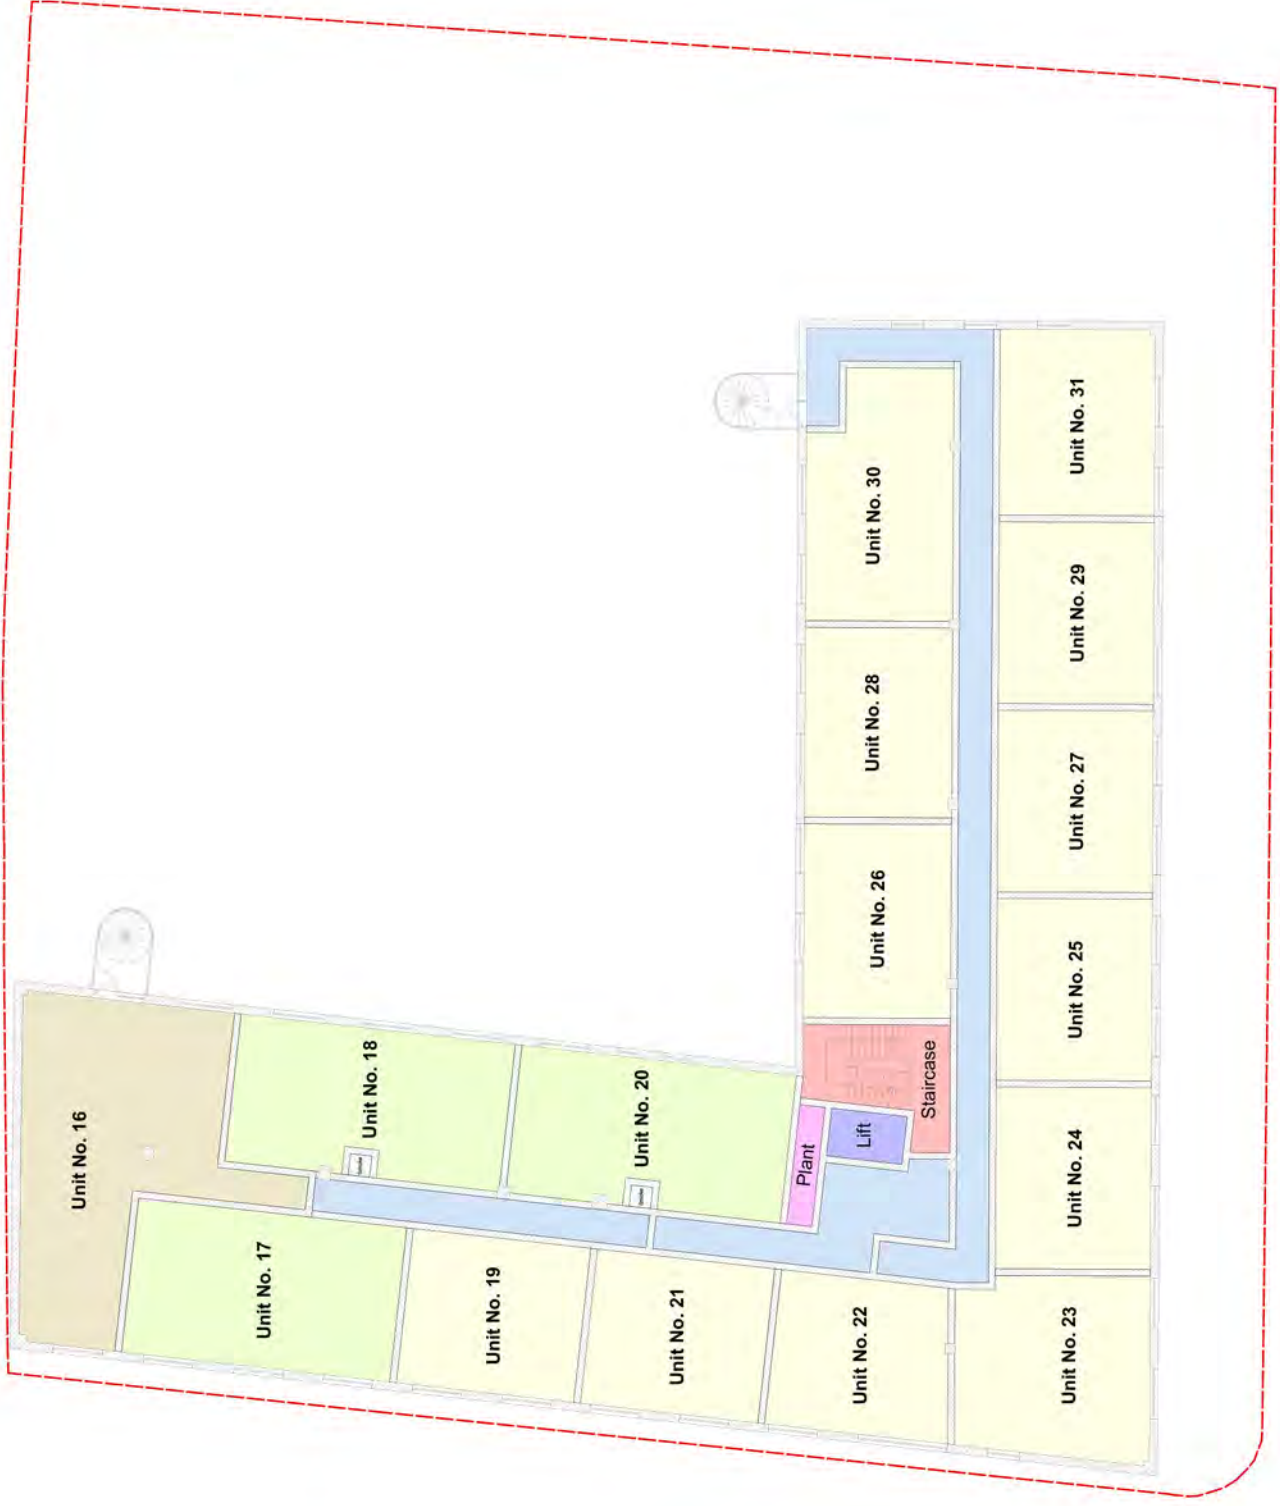 Unit No. 16
Unit No. 18
Unit No. 20
Unit No. 17
Unit No. 19
Unit No. 21
Unit No. 22
Unit No. 23
Plant
Lift
Staircase
Unit No. 24
Unit No. 26
Unit No. 25
Unit No. 28
Unit No. 27
Unit No. 30
Unit No. 29
Unit No. 31